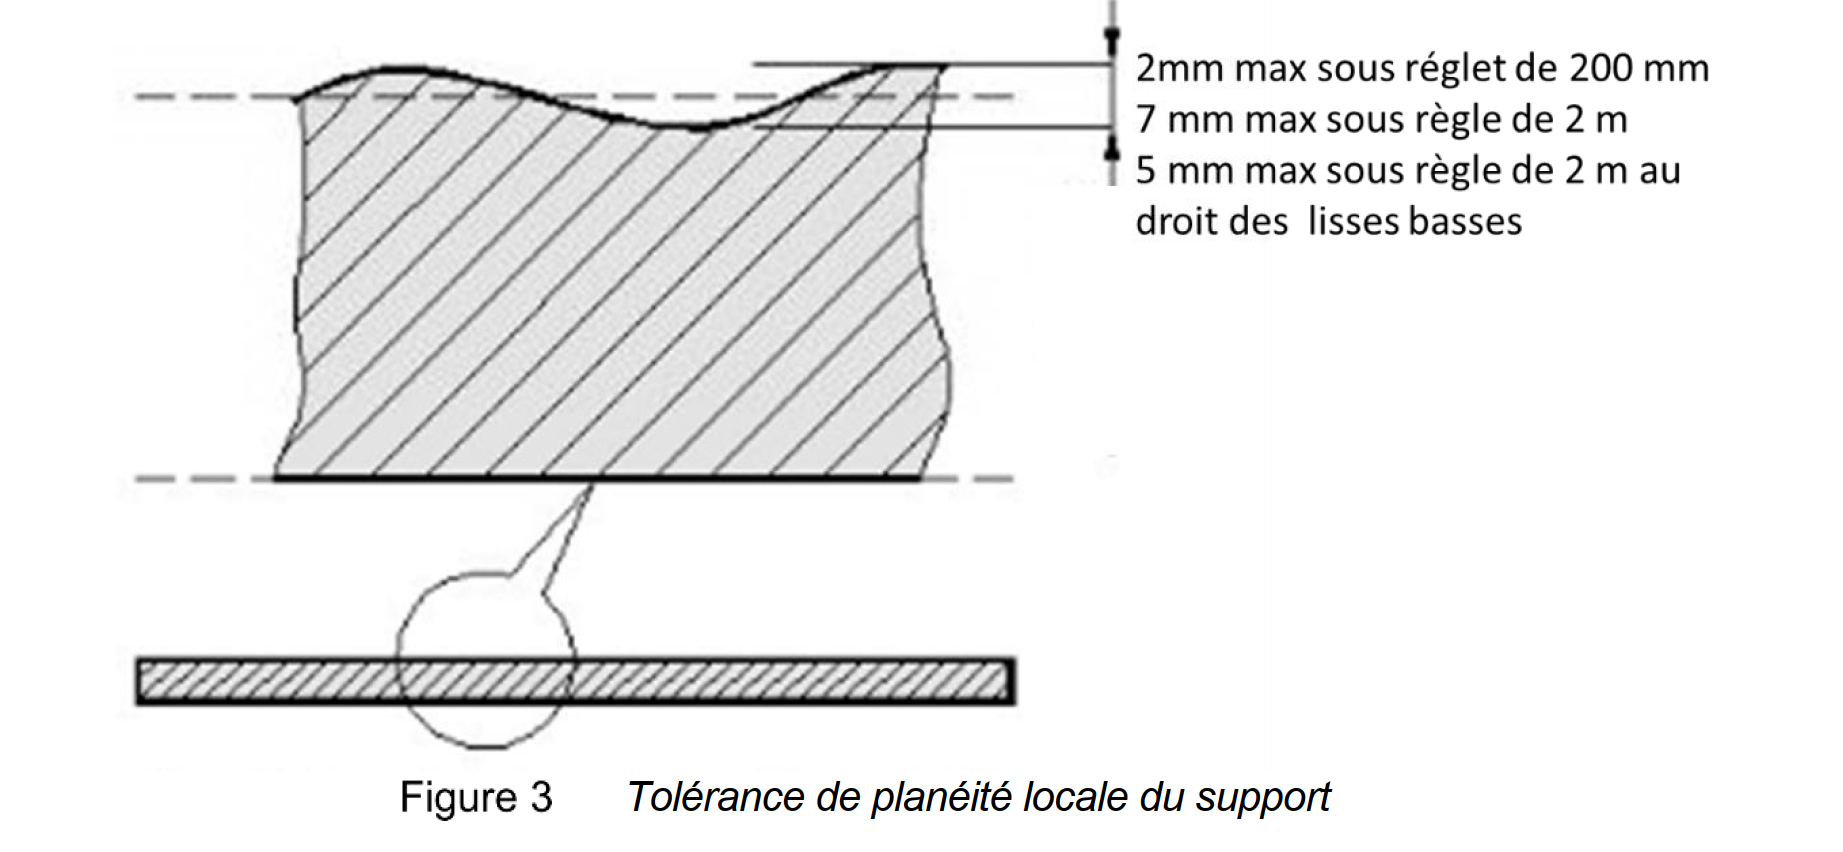 2mm max sous réglet de 200 mm
7 mm max sous règle de 2 m
5 mm max sous règle de 2 m au
droit des lisses basses
Figure 3 Tolérance de planéité locale du support